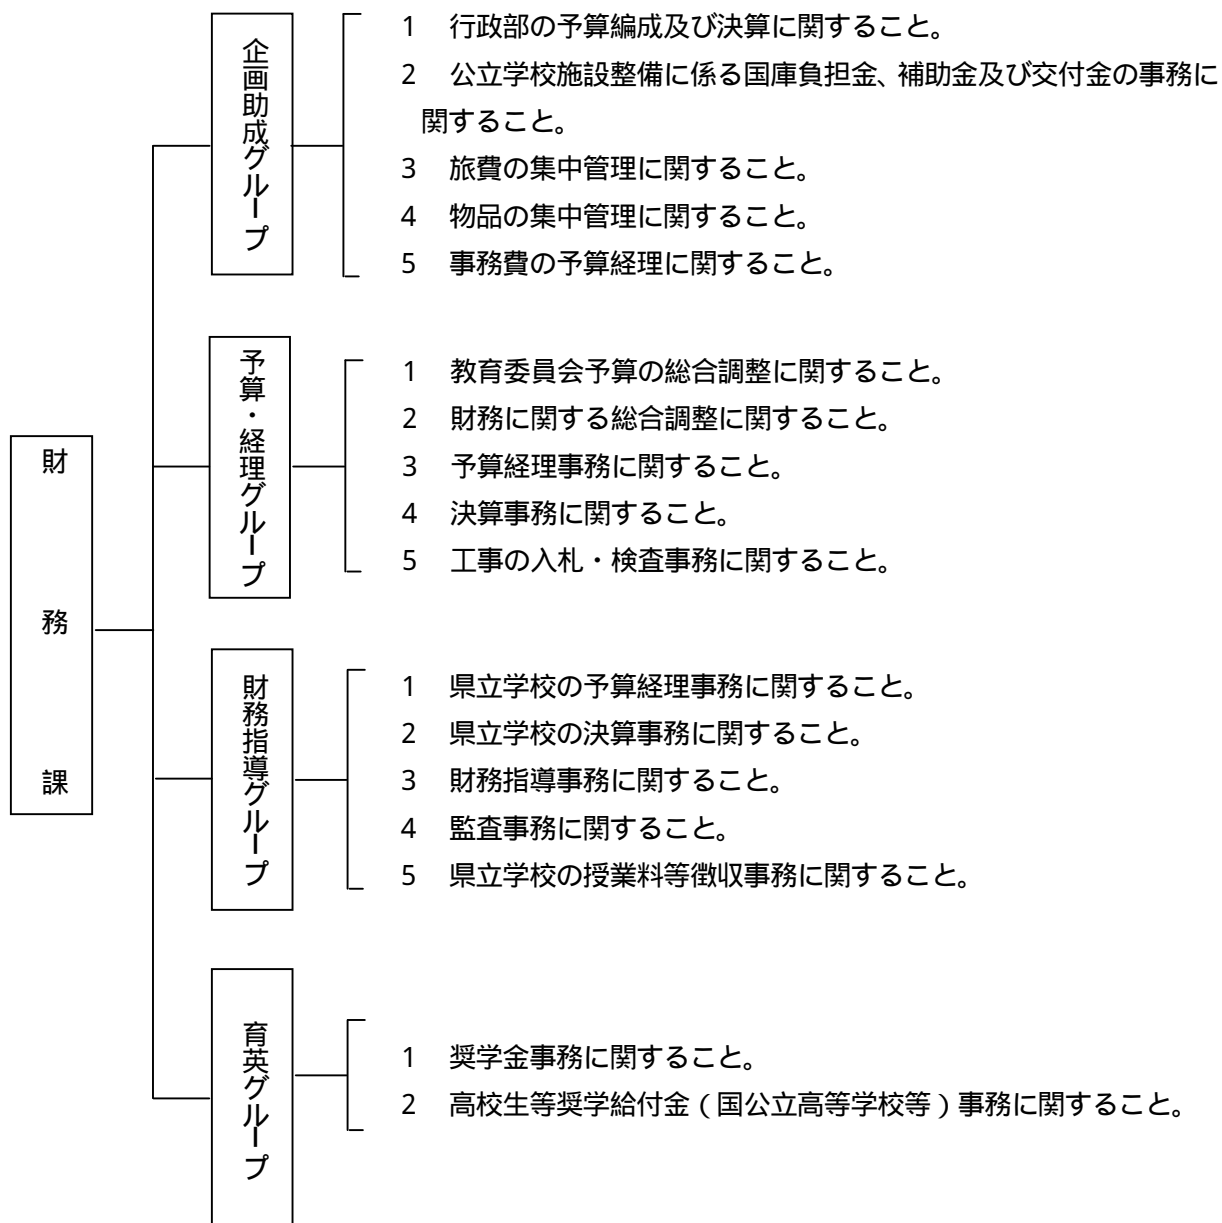 財務課
企画助成グループ
1 行政部の予算編成及び決算に関すること。
2 公立学校施設整備に係る国庫負担金、補助金及び交付金の事務に
関すること。
3 旅費の集中管理に関すること。
4 物品の集中管理に関すること。
5 事務費の予算経理に関すること。
予算・経理グループ
1 教育委員会予算の総合調整に関すること。
2 財務に関する総合調整に関すること。
3 予算経理事務に関すること。
4 決算事務に関すること。
5 工事の入札・検査事務に関すること。
財務指導グループ
1 県立学校の予算経理事務に関すること。
2 県立学校の決算事務に関すること。
3 財務指導事務に関すること。
4 監査事務に関すること。
5 県立学校の授業料等徴収事務に関すること。
育英グループ
1 奨学金事務に関すること。
2 高校生等奨学給付金(国公立高等学校等)事務に関すること。